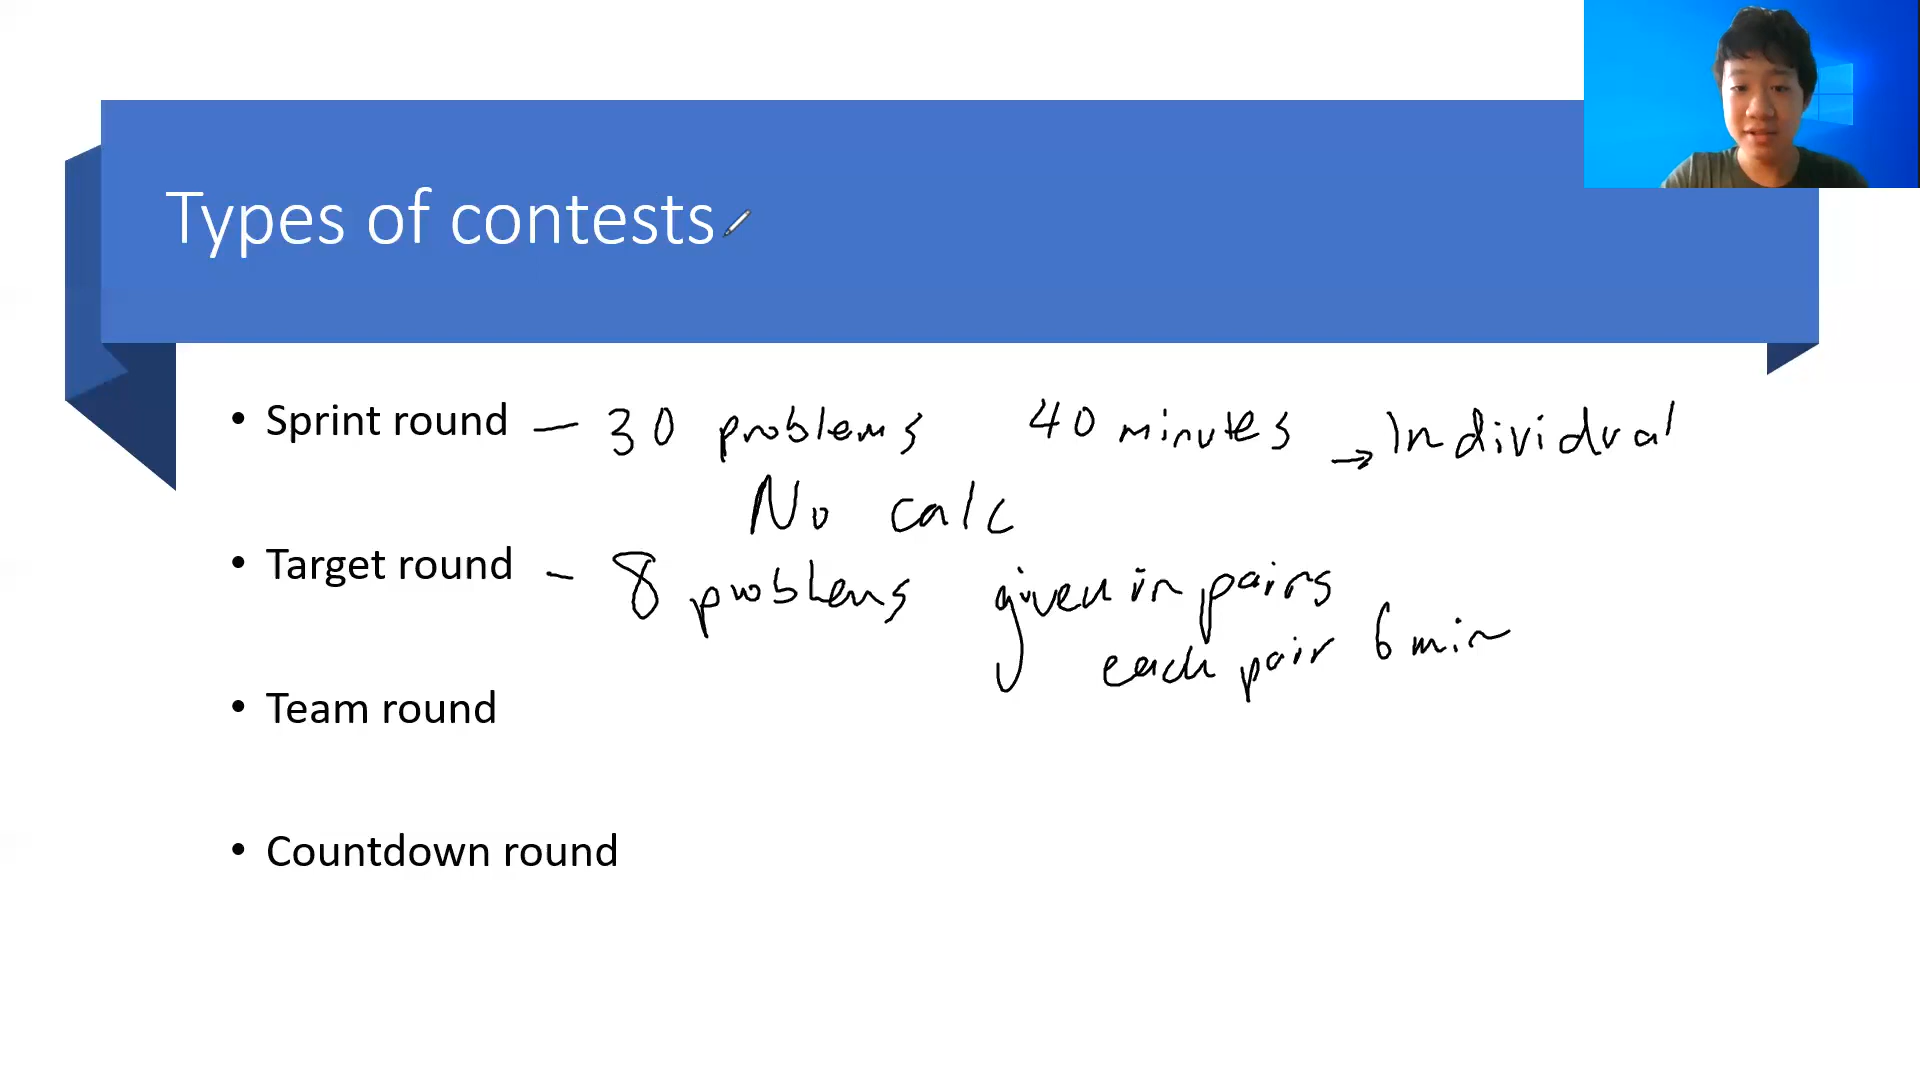 Types of contests
• Sprint round — 30 problems 40 minutes → Individual
No calc
• Target round – 8 problems given in pairs
each pair 6 min
• Team round
• Countdown round